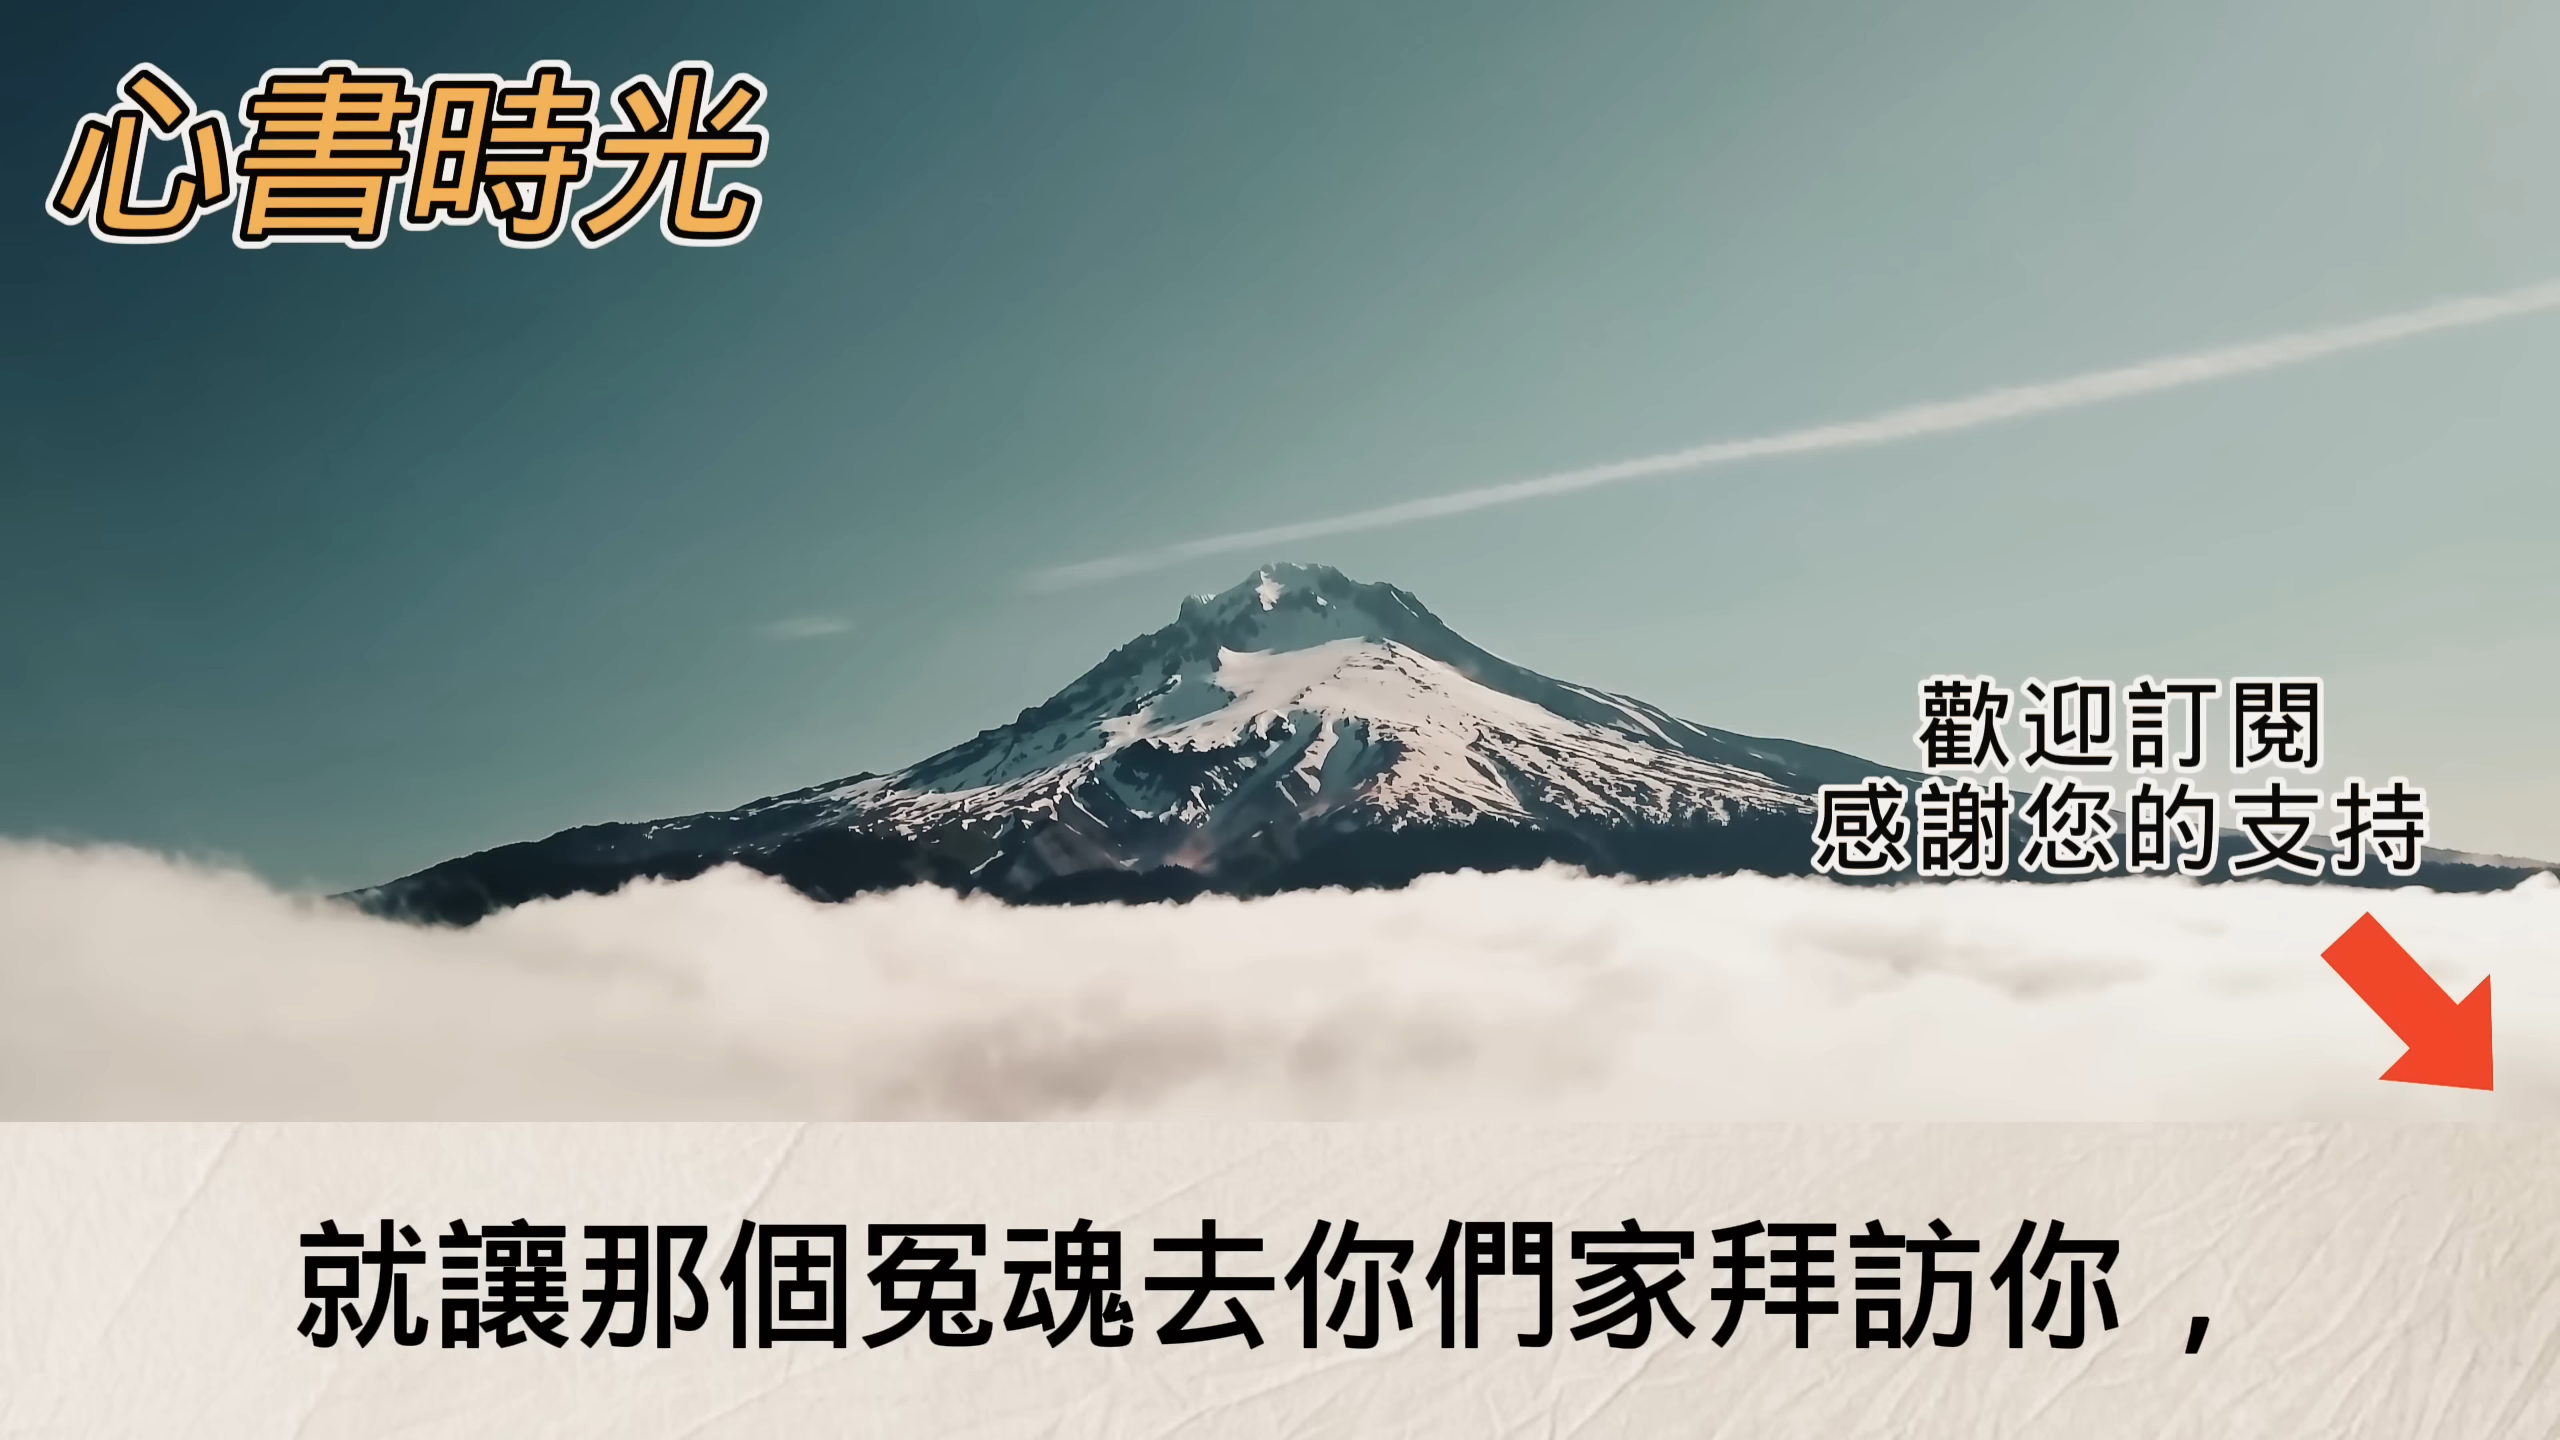 心書時光
歡迎訂閱
感謝您的支持
就讓那個冤魂去你們家拜訪你，